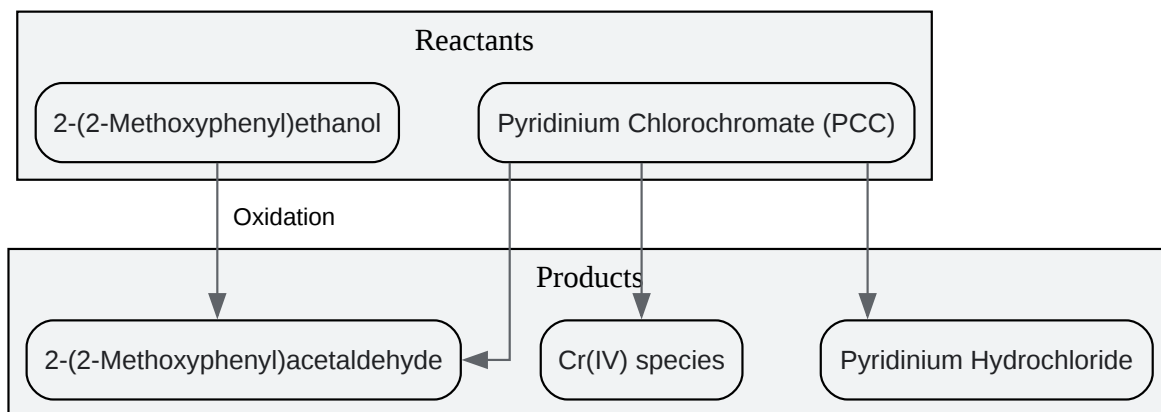 Reactants
2-(2-Methoxyphenyl)ethanol
Pyridinium Chlorochromate (PCC)
Oxidation
Products
2-(2-Methoxyphenyl)acetaldehyde
Cr(IV) species
Pyridinium Hydrochloride